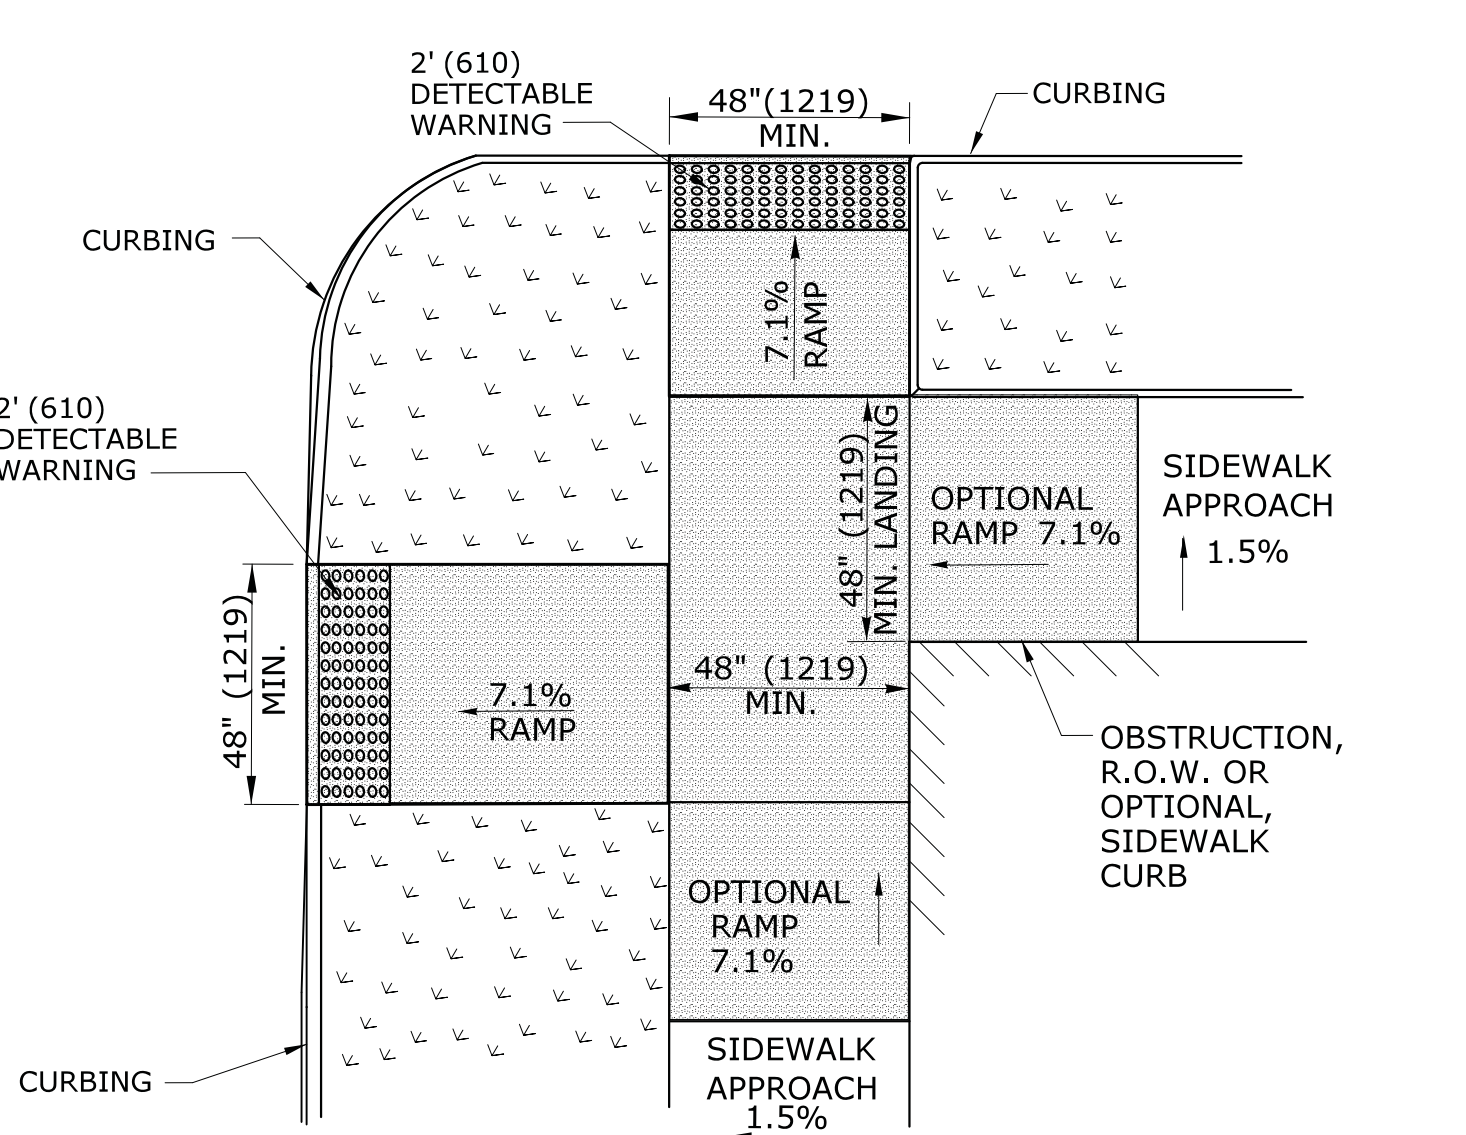 2' (610)
DETECTABLE
WARNING
48"(1219)
MIN.
CURBING
CURBING
7.1%
RAMP
2' (610)
DETECTABLE
WARNING
48" (1219)
MIN. LANDING
OPTIONAL
RAMP 7.1%
SIDEWALK
APPROACH
1.5%
48" (1219)
MIN.
7.1%
RAMP
48" (1219)
MIN.
OBSTRUCTION,
R.O.W. OR
OPTIONAL,
SIDEWALK
CURB
OPTIONAL
RAMP
7.1%
CURBING
SIDEWALK
APPROACH
1.5%